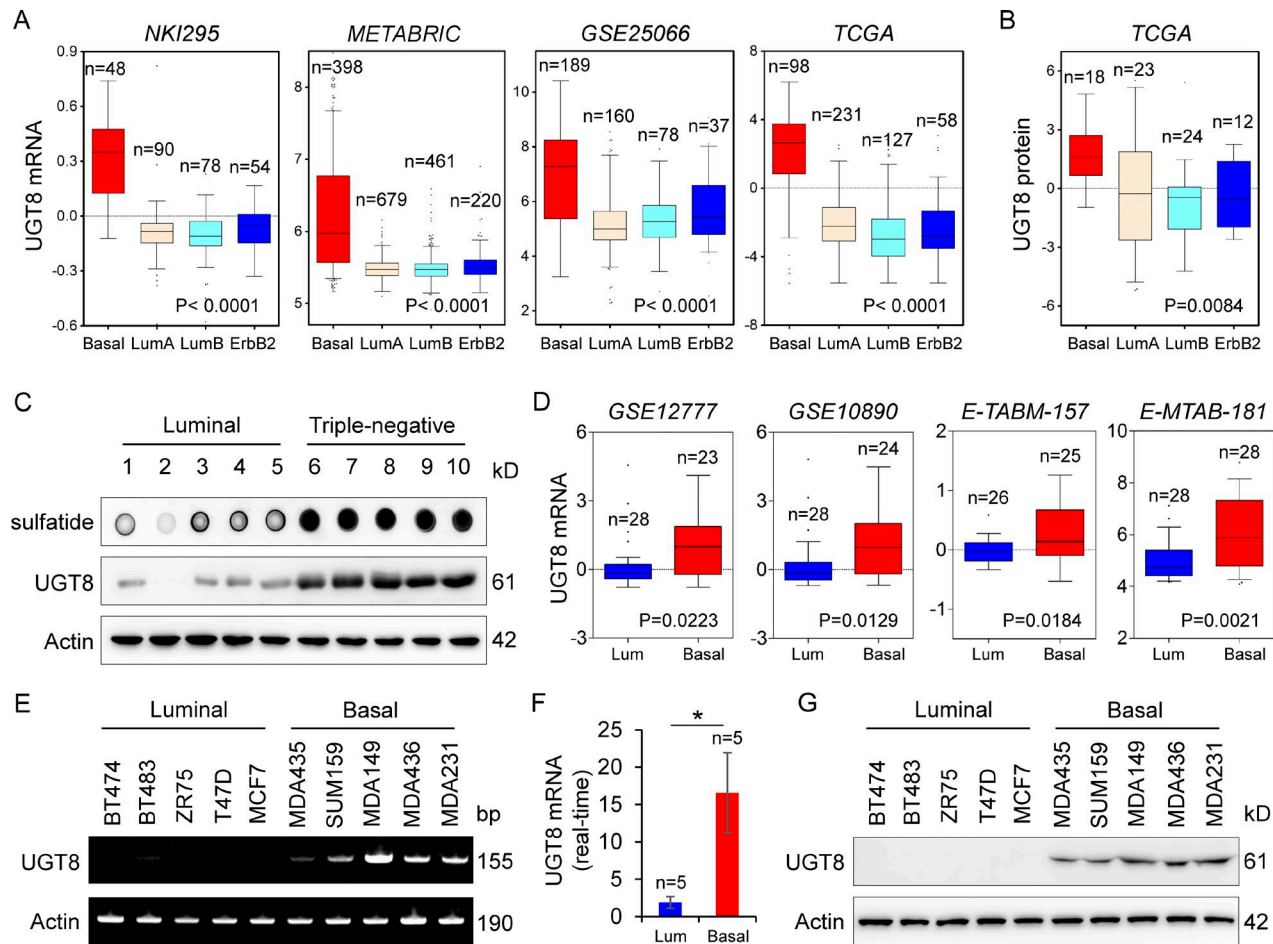 A
NKI295
METABRIC
GSE25066
TCGA
UGT8 mRNA
0.9
0.6
0.3
0.0
-0.3
-0.6
n=48
n=90
n=78
n=54
P< 0.0001
Basal LumA LumB ErbB2
9
8
7
6
5
n=398
n=679
n=461
n=220
P< 0.0001
Basal LumA LumB ErbB2
10
8
6
4
2
n=189
n=160
n=78
n=37
P< 0.0001
Basal LumA LumB ErbB2
8
4
0
-4
-8
n=98
n=231
n=127
n=58
P< 0.0001
Basal LumA LumB ErbB2
B
TCGA
UGT8 protein
6
3
0
-3
-6
n=18
n=23
n=24
n=12
P=0.0084
Basal LumA LumB ErbB2
C
Luminal Triple-negative
1 2 3 4 5 6 7 8 9 10 kD
sulfatide
UGT8 61
Actin 42
D
GSE12777
GSE10890
E-TABM-157
E-MTAB-181
UGT8 mRNA
6
3
0
-3
n=28
n=23
P=0.0223
Lum Basal
6
3
0
-3
n=28
n=24
P=0.0129
Lum Basal
2
1
0
-1
n=26
n=25
P=0.0184
Lum Basal
10
8
6
4
2
n=28
n=28
P=0.0021
Lum Basal
E
Luminal Basal
BT474
BT483
ZR75
T47D
MCF7
MDA435
SUM159
MDA149
MDA436
MDA231
bp
UGT8 155
Actin 190
F
UGT8 mRNA
(real-time)
25
20
15
10
5
0
*
n=5
n=5
Lum Basal
G
Luminal Basal
BT474
BT483
ZR75
T47D
MCF7
MDA435
SUM159
MDA149
MDA436
MDA231
kD
UGT8 61
Actin 42